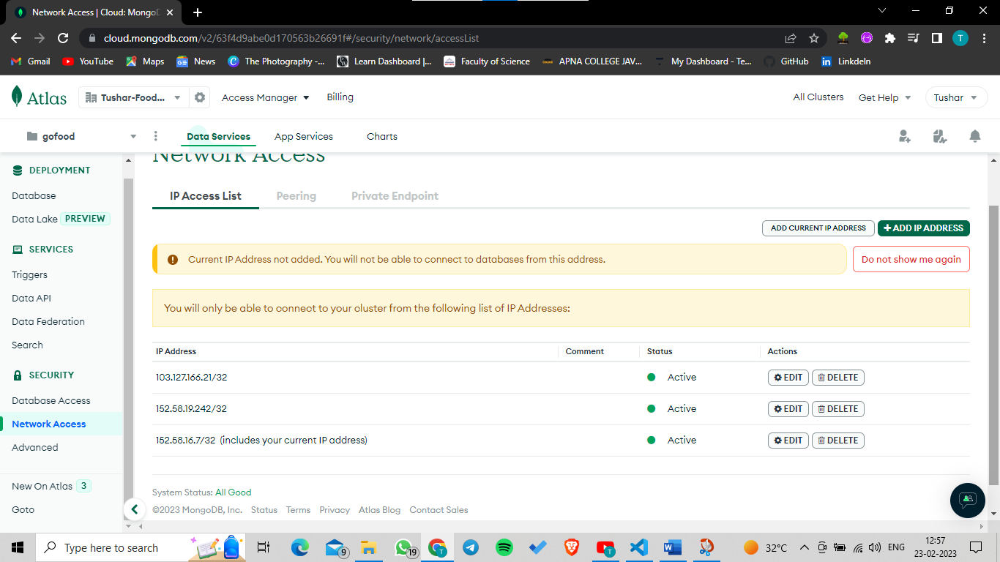 Network Access | Cloud: MongoD
cloud.mongodb.com/v2/63f4d9abe0d170563b26691f#/security/network/accessList
T
Gmail YouTube Maps News The Photography -... Learn Dashboard |... Faculty of Science APNA COLLEGE JAV... My Dashboard - Te... GitHub Linkdeln
Atlas Tushar-Food... Access Manager Billing All Clusters Get Help Tushar
gofood Data Services App Services Charts
Network Access
DEPLOYMENT
Database
Data Lake PREVIEW
SERVICES
Triggers
Data API
Data Federation
Search
SECURITY
Database Access
Network Access
Advanced
New On Atlas 3
Goto
IP Access List Peering Private Endpoint
ADD CURRENT IP ADDRESS + ADD IP ADDRESS
Current IP Address not added. You will not be able to connect to databases from this address. Do not show me again
You will only be able to connect to your cluster from the following list of IP Addresses:
IP Address Comment Status Actions
103.127.166.21/32 Active EDIT DELETE
152.58.19.242/32 Active EDIT DELETE
152.58.16.7/32 (includes your current IP address) Active EDIT DELETE
System Status: All Good
©2023 MongoDB, Inc. Status Terms Privacy Atlas Blog Contact Sales
Type here to search 9 19 T T 32°C ENG 12:57
23-02-2023